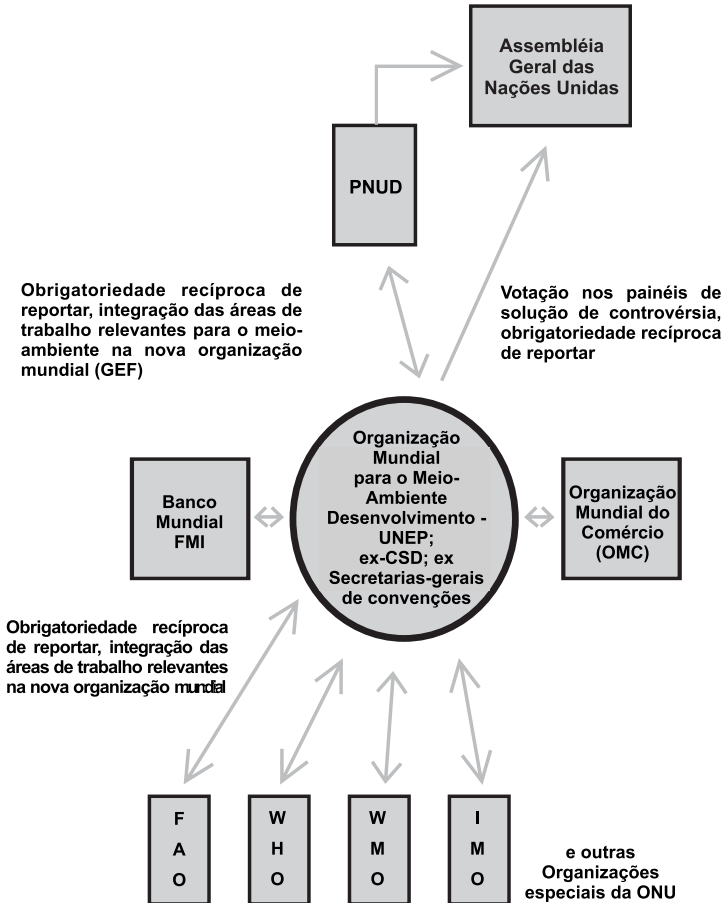 Assembléia
Geral das
Nações Unidas
PNUD
Obrigatoriedade recíproca de
reportar, integração das áreas de
trabalho relevantes para o meio-
ambiente na nova organização
mundial (GEF)
Votação nos painéis de
solução de controvérsia,
obrigatoriedade recíproca
de reportar
Organização
Mundial
para o Meio-
Ambiente
Desenvolvimento -
UNEP;
ex-CSD; ex
Secretarias-gerais
de convenções
Banco
Mundial
FMI
Organização
Mundial do
Comércio
(OMC)
Obrigatoriedade recíproca
de reportar, integração das
áreas de trabalho relevantes
na nova organização mundial
F
A
O
W
H
O
W
M
O
I
M
O
e outras
Organizações
especiais da ONU